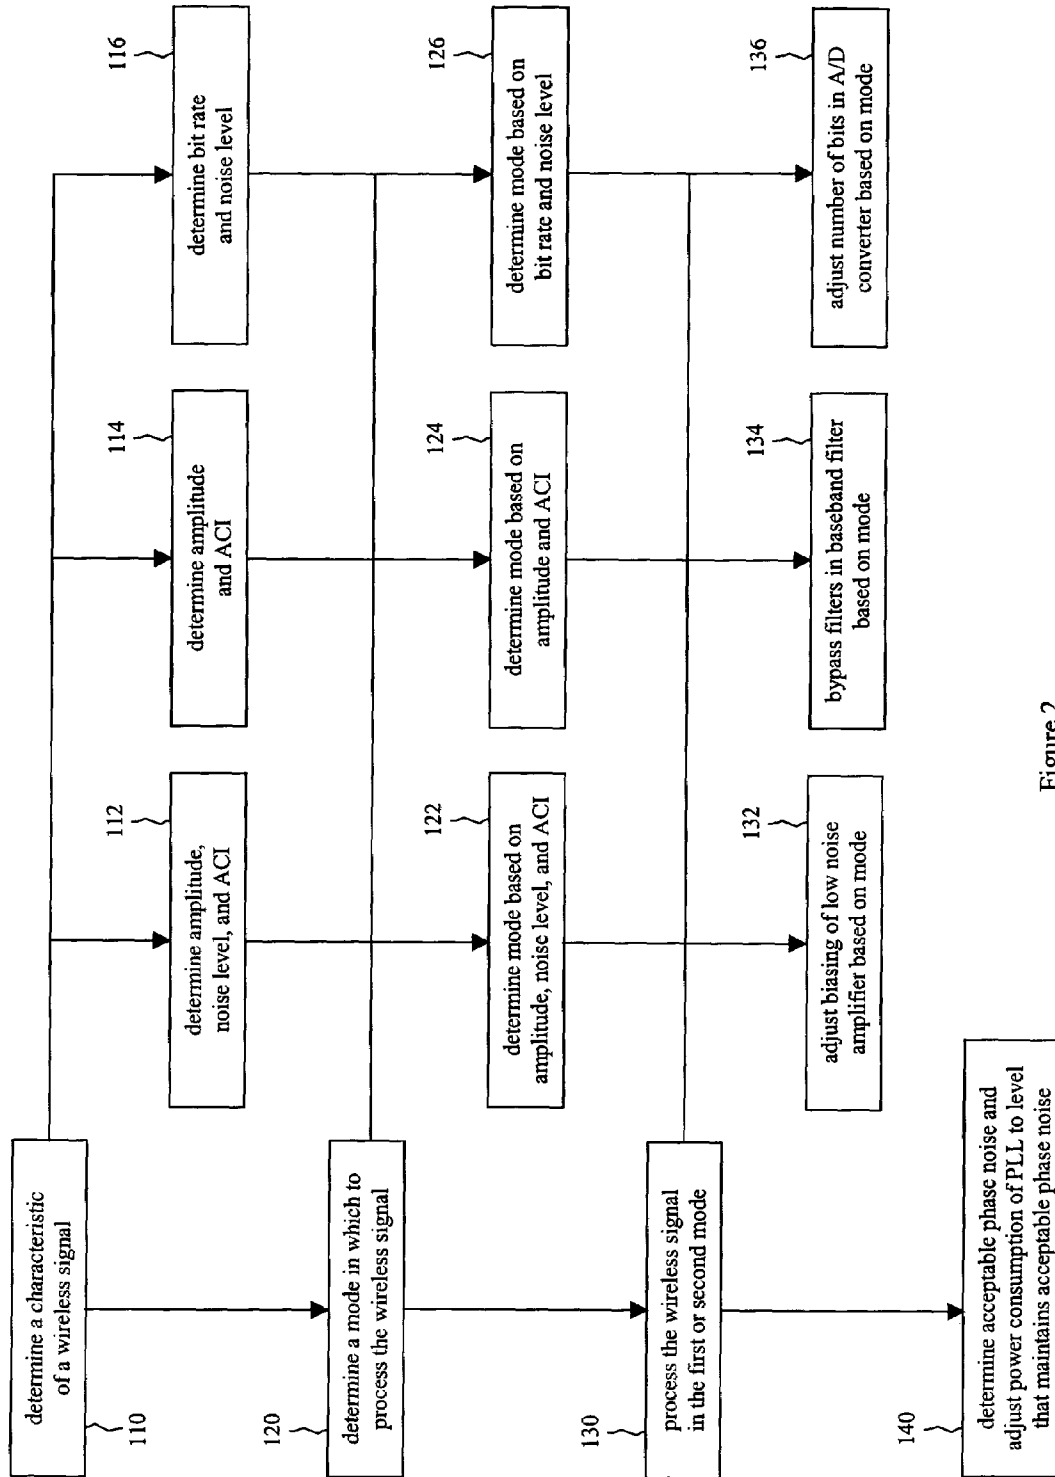 determine a characteristic
of a wireless signal
110
determine amplitude,
noise level, and ACI
112
determine amplitude
and ACI
114
determine bit rate
and noise level
116
determine a mode in which to
process the wireless signal
120
determine mode based on
amplitude, noise level, and ACI
122
determine mode based on
amplitude and ACI
124
determine mode based on
bit rate and noise level
126
process the wireless signal
in the first or second mode
130
adjust biasing of low noise
amplifier based on mode
132
bypass filters in baseband filter
based on mode
134
adjust number of bits in A/D
converter based on mode
136
determine acceptable phase noise and
adjust power consumption of PLL to level
that maintains acceptable phase noise
140
Figure 2